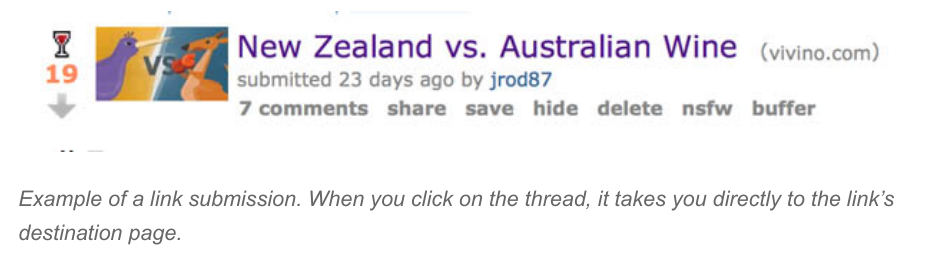 New Zealand vs. Australian Wine (vivino.com)
19
VS
submitted 23 days ago by jrod87
7 comments share save hide delete nsfw buffer
Example of a link submission. When you click on the thread, it takes you directly to the link’s
destination page.